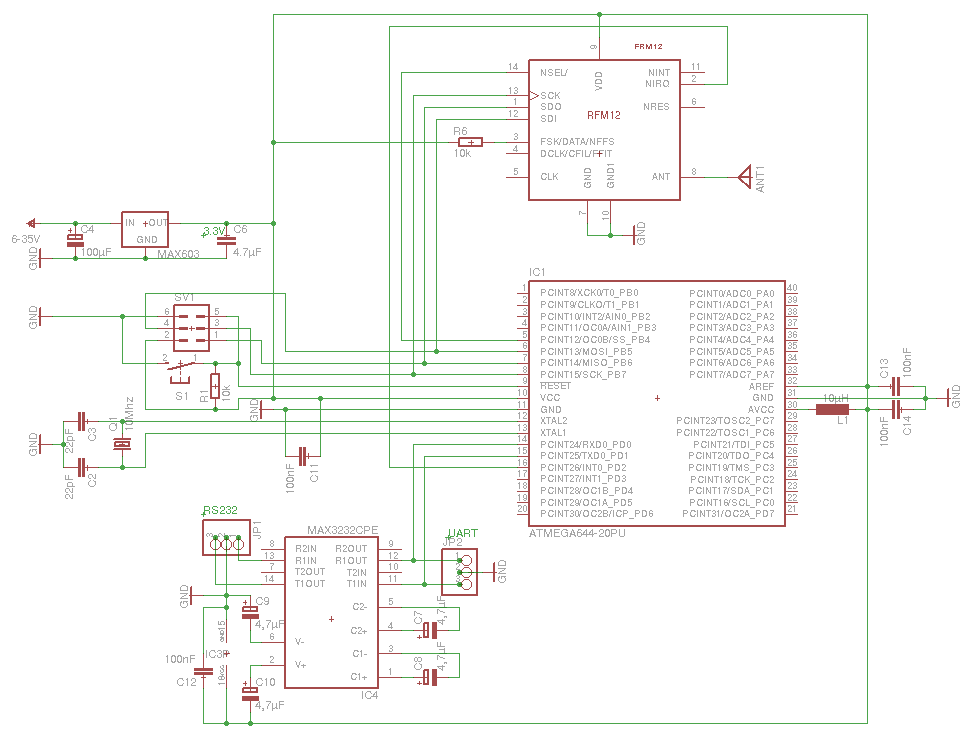 FRM12
9
VDD
14 NSEL/ NINT 11
NIRQ 2
13 SCK
1 SDO NRES 6
12 SDI
RFM12
R6
10k
3 FSK/DATA/NFFS
4 DCLK/CFIL/FFIT
5 CLK ANT 8
GND GND1
7 10
ANT1
GND
6-35V
C4
100µF
IN OUT
GND
MAX603
3.3V
C6
4.7µF
GND
IC1
1 PCINT8/XCK0/T0_PB0 PCINT0/ADC0_PA0 40
2 PCINT9/CLKO/T1_PB1 PCINT1/ADC1_PA1 39
3 PCINT10/INT2/AIN0_PB2 PCINT2/ADC2_PA2 38
4 PCINT11/OC0A/AIN1_PB3 PCINT3/ADC3_PA3 37
5 PCINT12/OC0B/SS_PB4 PCINT4/ADC4_PA4 36
6 PCINT13/MOSI_PB5 PCINT5/ADC5_PA5 35
7 PCINT14/MISO_PB6 PCINT6/ADC6_PA6 34
8 PCINT15/SCK_PB7 PCINT7/ADC7_PA7 33
9 RESET AREF 32
10 VCC GND 31
11 GND AVCC 30
12 XTAL2 PCINT23/TOSC2_PC7 29
13 XTAL1 PCINT22/TOSC1_PC6 28
14 PCINT24/RXD0_PD0 PCINT21/TDI_PC5 27
15 PCINT25/TXD0_PD1 PCINT20/TDO_PC4 26
16 PCINT26/INT0_PD2 PCINT19/TMS_PC3 25
17 PCINT27/INT1_PD3 PCINT18/TCK_PC2 24
18 PCINT28/OC1B_PD4 PCINT17/SDA_PC1 23
19 PCINT29/OC1A_PD5 PCINT16/SCL_PC0 22
20 PCINT30/OC2B/ICP_PD6 PCINT31/OC2A_PD7 21
ATMEGA644-20PU
SV1
6 5
4 3
2 1
GND
2 1
S1
R1
10k
GND
C13
100nF
10µH
L1
100nF
C14
GND
Q1
10Mhz
22pF
C3
22pF
C2
GND
100nF
C11
RS232
JP1
3 2 1
MAX3232CPE
8 R2IN R2OUT 9
13 R1IN R1OUT 12
7 T2OUT T2IN 10
14 T1OUT T1IN 11
C2- 5
C2+ 4
6 V- C1- 3
2 V+ C1+ 1
IC4
UART
JP2
1
2
3
GND
GND
C9
4,7µF
C10
4,7µF
C7
4,7µF
C8
4,7µF
100nF
C12
IC3P
GND 15
16